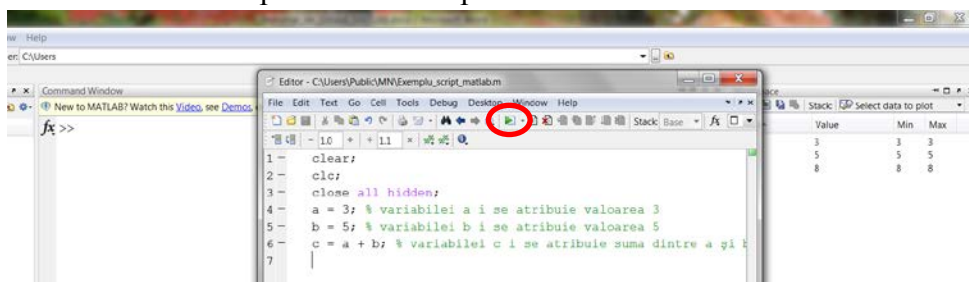 Help
C:\Users
Command Window
New to MATLAB? Watch this Video, see Demos,
fx >>
Editor - C:\Users\Public\MN\Exemplu_script_matlab.m
File Edit Text Go Cell Tools Debug Desktop Window Help
Stack: Base fx
- 1.0 + ÷ 1.1 ×
1 - clear;
2 - clc;
3 - close all hidden;
4 - a = 3; % variabilei a i se atribuie valoarea 3
5 - b = 5; % variabilei b i se atribuie valoarea 5
6 - c = a + b; % variabilei c i se atribuie suma dintre a şi b
7
Stack: Select data to plot
Value Min Max
3 3 3
5 5 5
8 8 8